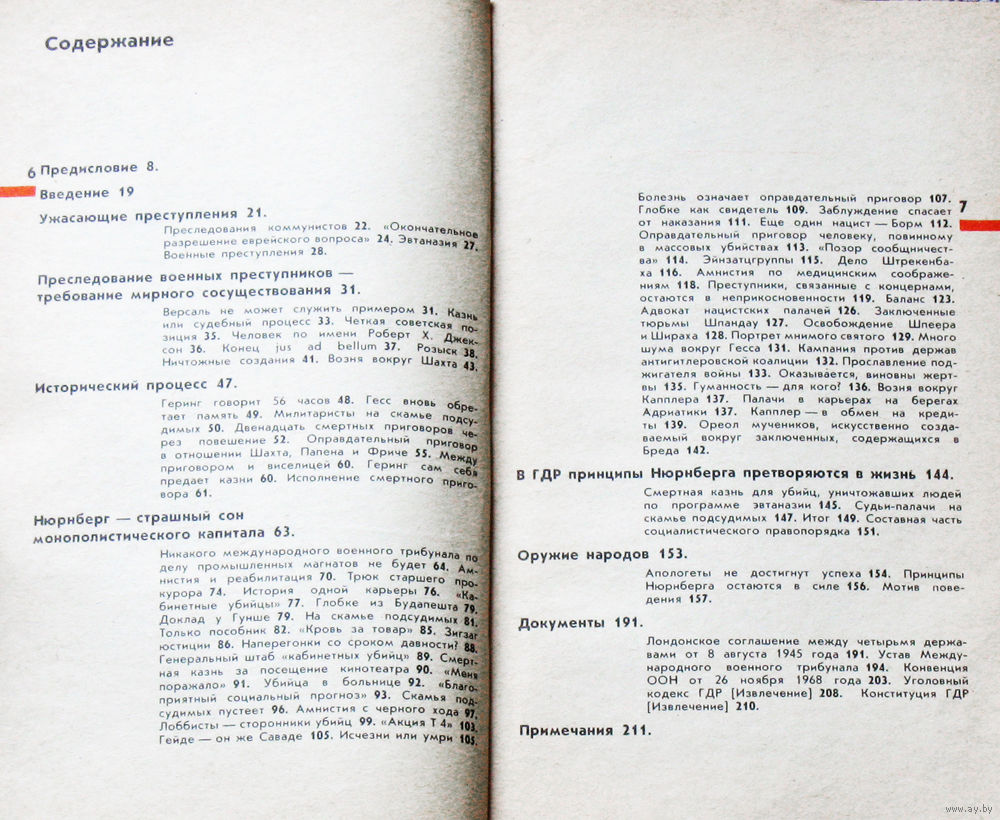 Содержание
6 Предисловие 8.
Введение 19
Ужасающие преступления 21.
Преследования коммунистов 22. «Окончательное
разрешение еврейского вопроса» 24. Эвтаназия 27.
Военные преступления 28.
Преследование военных преступников —
требование мирного сосуществования 31.
Версаль не может служить примером 31. Казнь
или судебный процесс 33. Четкая советская по-
зиция 35. Человек по имени Роберт Х. Джек-
сон 36. Конец jus ad bellum 37. Розыск 38.
Ничтожные создания 41. Возня вокруг Шахта 43.
Исторический процесс 47.
Геринг говорит 56 часов 48. Гесс вновь обре-
тает память 49. Милитаристы на скамье подсу-
димых 50. Двенадцать смертных приговоров че-
рез повешение 52. Оправдательный приговор
в отношении Шахта, Папена и Фриче 55. Между
приговором и виселицей 60. Геринг сам себя
предает казни 60. Исполнение смертного приго-
вора 61.
Нюрнберг — страшный сон
монополистического капитала 63.
Никакого международного военного трибунала по
делу промышленных магнатов не будет 64. Ам-
нистия и реабилитация 70. Трюк старшего про-
курора 74. История одной карьеры 76. «Ка-
бинетные убийцы» 77. Глобке из Будапешта 79.
Доклад у Гунше 79. На скамье подсудимых 81.
Только пособник 82. «Кровь за товар» 85. Зигзаг
юстиции 86. Наперегонки со сроком давности? 88.
Генеральный штаб «кабинетных убийц» 89. Смерт-
ная казнь за посещение кинотеатра 90. «Меня
поражало» 91. Убийца в больнице 92. «Благо-
приятный социальный прогноз» 93. Скамья под-
судимых пустеет 96. Амнистия с черного хода 97.
Лоббисты — сторонники убийц 99. «Акция Т 4» 103.
Гейде — он же Саваде 105. Исчезни или умри 105.
7
Болезнь означает оправдательный приговор 107.
Глобке как свидетель 109. Заблуждение спасает
от наказания 111. Еще один нацист — Борм 112.
Оправдательный приговор человеку, повинному
в массовых убийствах 113. «Позор сообщничест-
ва» 114. Эйнзатцгруппы 115. Дело Штрекенба-
ха 116. Амнистия по медицинским соображе-
ниям 118. Преступники, связанные с концернами,
остаются в неприкосновенности 119. Баланс 123.
Адвокат нацистских палачей 126. Заключенные
тюрьмы Шпандау 127. Освобождение Шпеера
и Шираха 128. Портрет мнимого святого 129. Много
шума вокруг Гесса 131. Кампания против держав
антигитлеровской коалиции 132. Прославление под-
жигателя войны 133. Оказывается, виновны жерт-
вы 135. Гуманность — для кого? 136. Возня вокруг
Капплера 137. Палачи в карьерах на берегах
Адриатики 137. Капплер — в обмен на креди-
ты 139. Ореол мучеников, искусственно созда-
ваемый вокруг заключенных, содержащихся в
Бреда 142.
В ГДР принципы Нюрнберга претворяются в жизнь 144.
Смертная казнь для убийц, уничтожавших людей
по программе эвтаназии 145. Судьи-палачи на
скамье подсудимых 147. Итог 149. Составная часть
социалистического правопорядка 151.
Оружие народов 153.
Апологеты не достигнут успеха 154. Принципы
Нюрнберга остаются в силе 156. Мотив пове-
дения 157.
Документы 191.
Лондонское соглашение между четырьмя держа-
вами от 8 августа 1945 года 191. Устав Между-
народного военного трибунала 194. Конвенция
ООН от 26 ноября 1968 года 203. Уголовный
кодекс ГДР [Извлечение] 208. Конституция ГДР
[Извлечение] 210.
Примечания 211.
www.ay.by